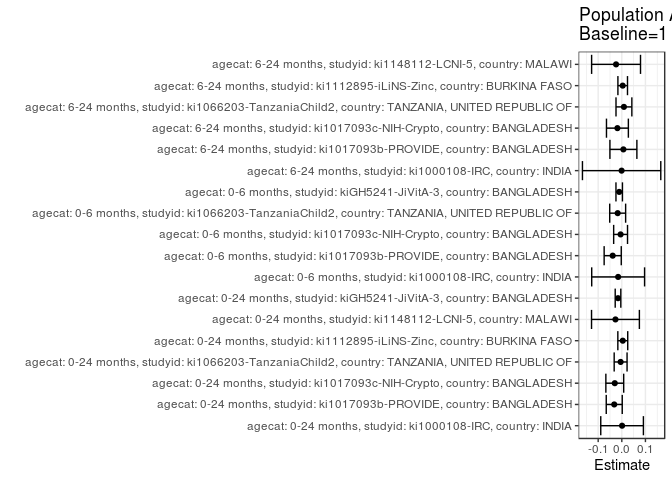 Population A
Baseline=1
agecat: 6-24 months, studyid: ki1148112-LCNI-5, country: MALAWI
agecat: 6-24 months, studyid: ki1112895-iLiNS-Zinc, country: BURKINA FASO
agecat: 6-24 months, studyid: ki1066203-TanzaniaChild2, country: TANZANIA, UNITED REPUBLIC OF
agecat: 6-24 months, studyid: ki1017093c-NIH-Crypto, country: BANGLADESH
agecat: 6-24 months, studyid: ki1017093b-PROVIDE, country: BANGLADESH
agecat: 6-24 months, studyid: ki1000108-IRC, country: INDIA
agecat: 0-6 months, studyid: kiGH5241-JiVitA-3, country: BANGLADESH
agecat: 0-6 months, studyid: ki1066203-TanzaniaChild2, country: TANZANIA, UNITED REPUBLIC OF
agecat: 0-6 months, studyid: ki1017093c-NIH-Crypto, country: BANGLADESH
agecat: 0-6 months, studyid: ki1017093b-PROVIDE, country: BANGLADESH
agecat: 0-6 months, studyid: ki1000108-IRC, country: INDIA
agecat: 0-24 months, studyid: kiGH5241-JiVitA-3, country: BANGLADESH
agecat: 0-24 months, studyid: ki1148112-LCNI-5, country: MALAWI
agecat: 0-24 months, studyid: ki1112895-iLiNS-Zinc, country: BURKINA FASO
agecat: 0-24 months, studyid: ki1066203-TanzaniaChild2, country: TANZANIA, UNITED REPUBLIC OF
agecat: 0-24 months, studyid: ki1017093c-NIH-Crypto, country: BANGLADESH
agecat: 0-24 months, studyid: ki1017093b-PROVIDE, country: BANGLADESH
agecat: 0-24 months, studyid: ki1000108-IRC, country: INDIA
-0.1 0.0 0.1
Estimate